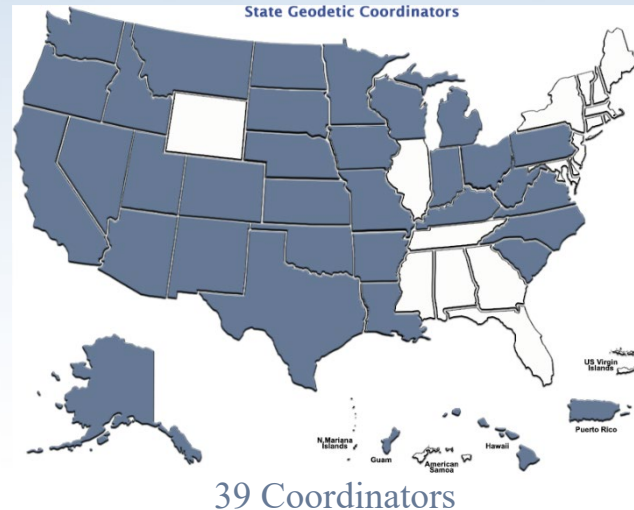 State Geodetic Coordinators
US Virgin
Islands
Puerto Rico
N.Mariana
Islands
Guam
American
Samoa
Hawaii
39 Coordinators